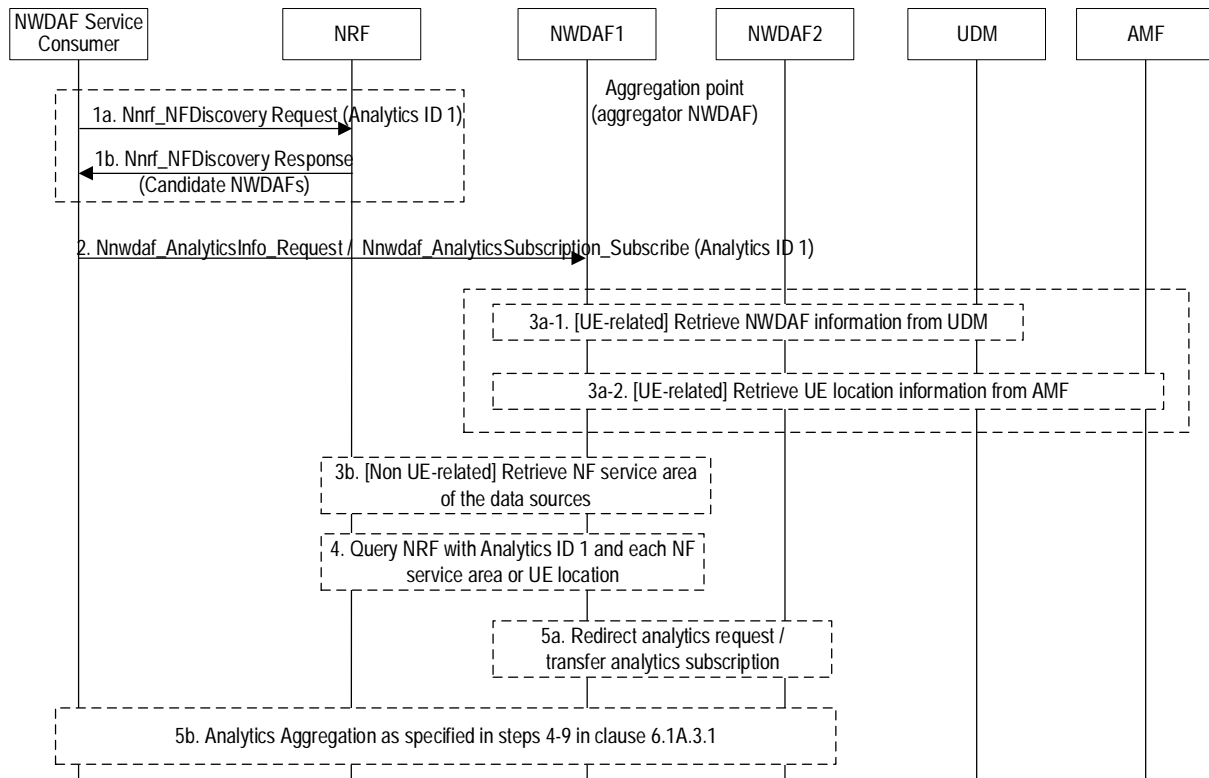 NWDAF Service
Consumer
NRF
NWDAF1
NWDAF2
UDM
AMF
Aggregation point
(aggregator NWDAF)
1a. Nnrf_NFDiscovery Request (Analytics ID 1)
1b. Nnrf_NFDiscovery Response
(Candidate NWDAFs)
2. Nnwdaf_AnalyticsInfo_Request / Nnwdaf_AnalyticsSubscription_Subscribe (Analytics ID 1)
3a-1. [UE-related] Retrieve NWDAF information from UDM
3a-2. [UE-related] Retrieve UE location information from AMF
3b. [Non UE-related] Retrieve NF service area
of the data sources
4. Query NRF with Analytics ID 1 and each NF
service area or UE location
5a. Redirect analytics request /
transfer analytics subscription
5b. Analytics Aggregation as specified in steps 4-9 in clause 6.1A.3.1